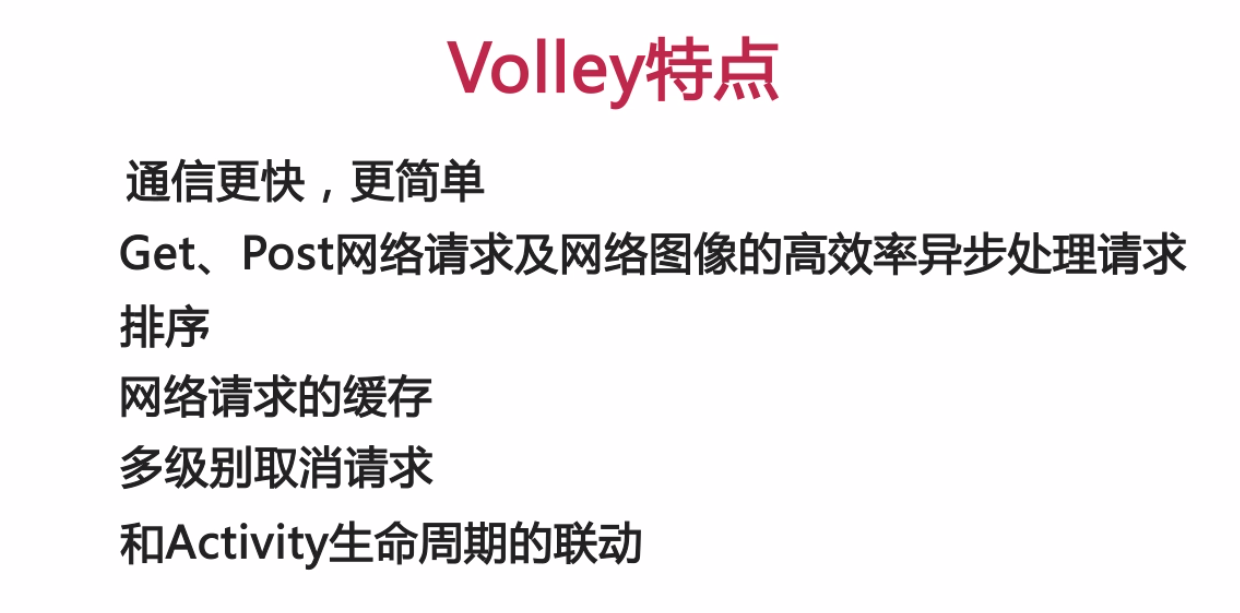 Volley特点
通信更快，更简单
Get、Post网络请求及网络图像的高效率异步处理请求
排序
网络请求的缓存
多级别取消请求
和Activity生命周期的联动